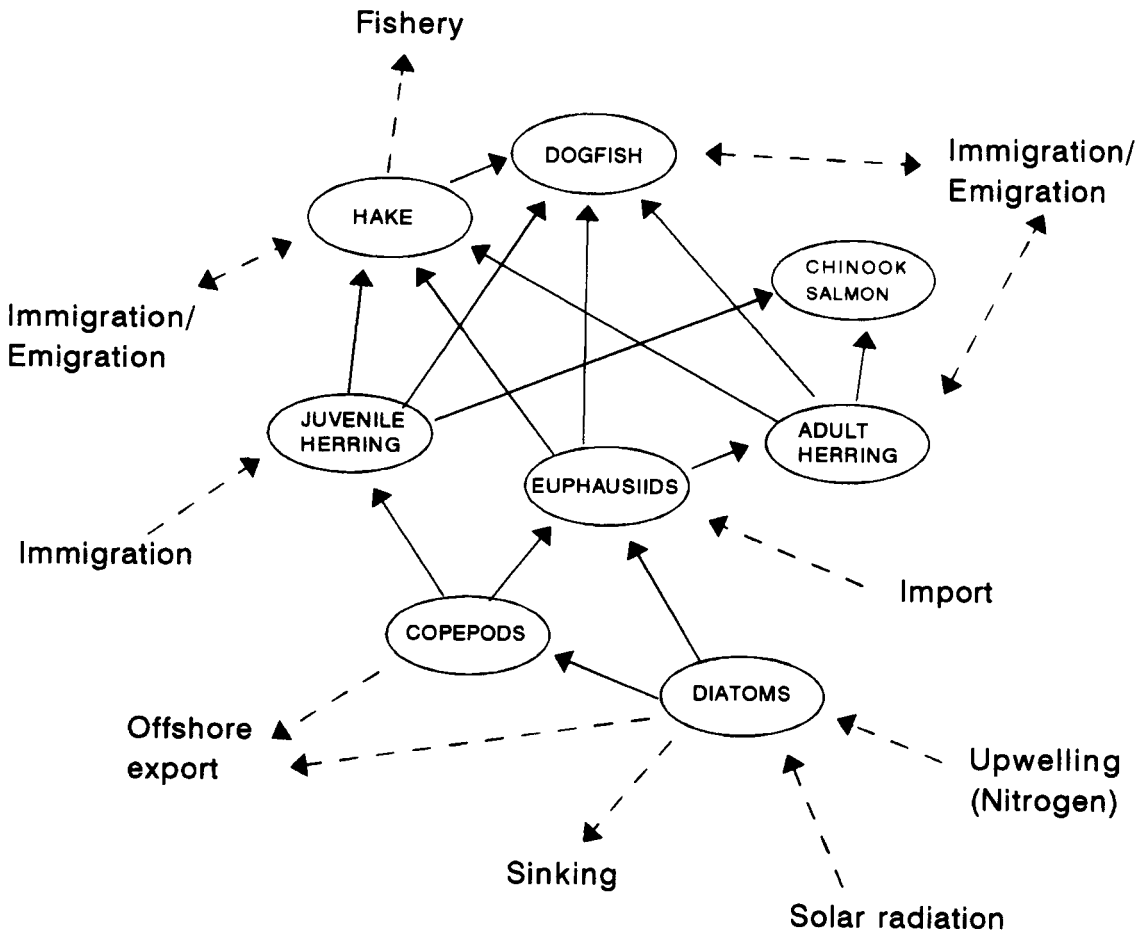 Fishery
DOGFISH
Immigration/
Emigration
HAKE
CHINOOK
SALMON
Immigration/
Emigration
JUVENILE
HERRING
ADULT
HERRING
EUPHAUSIIDS
Immigration
Import
COPEPODS
DIATOMS
Offshore
export
Upwelling
(Nitrogen)
Sinking
Solar radiation